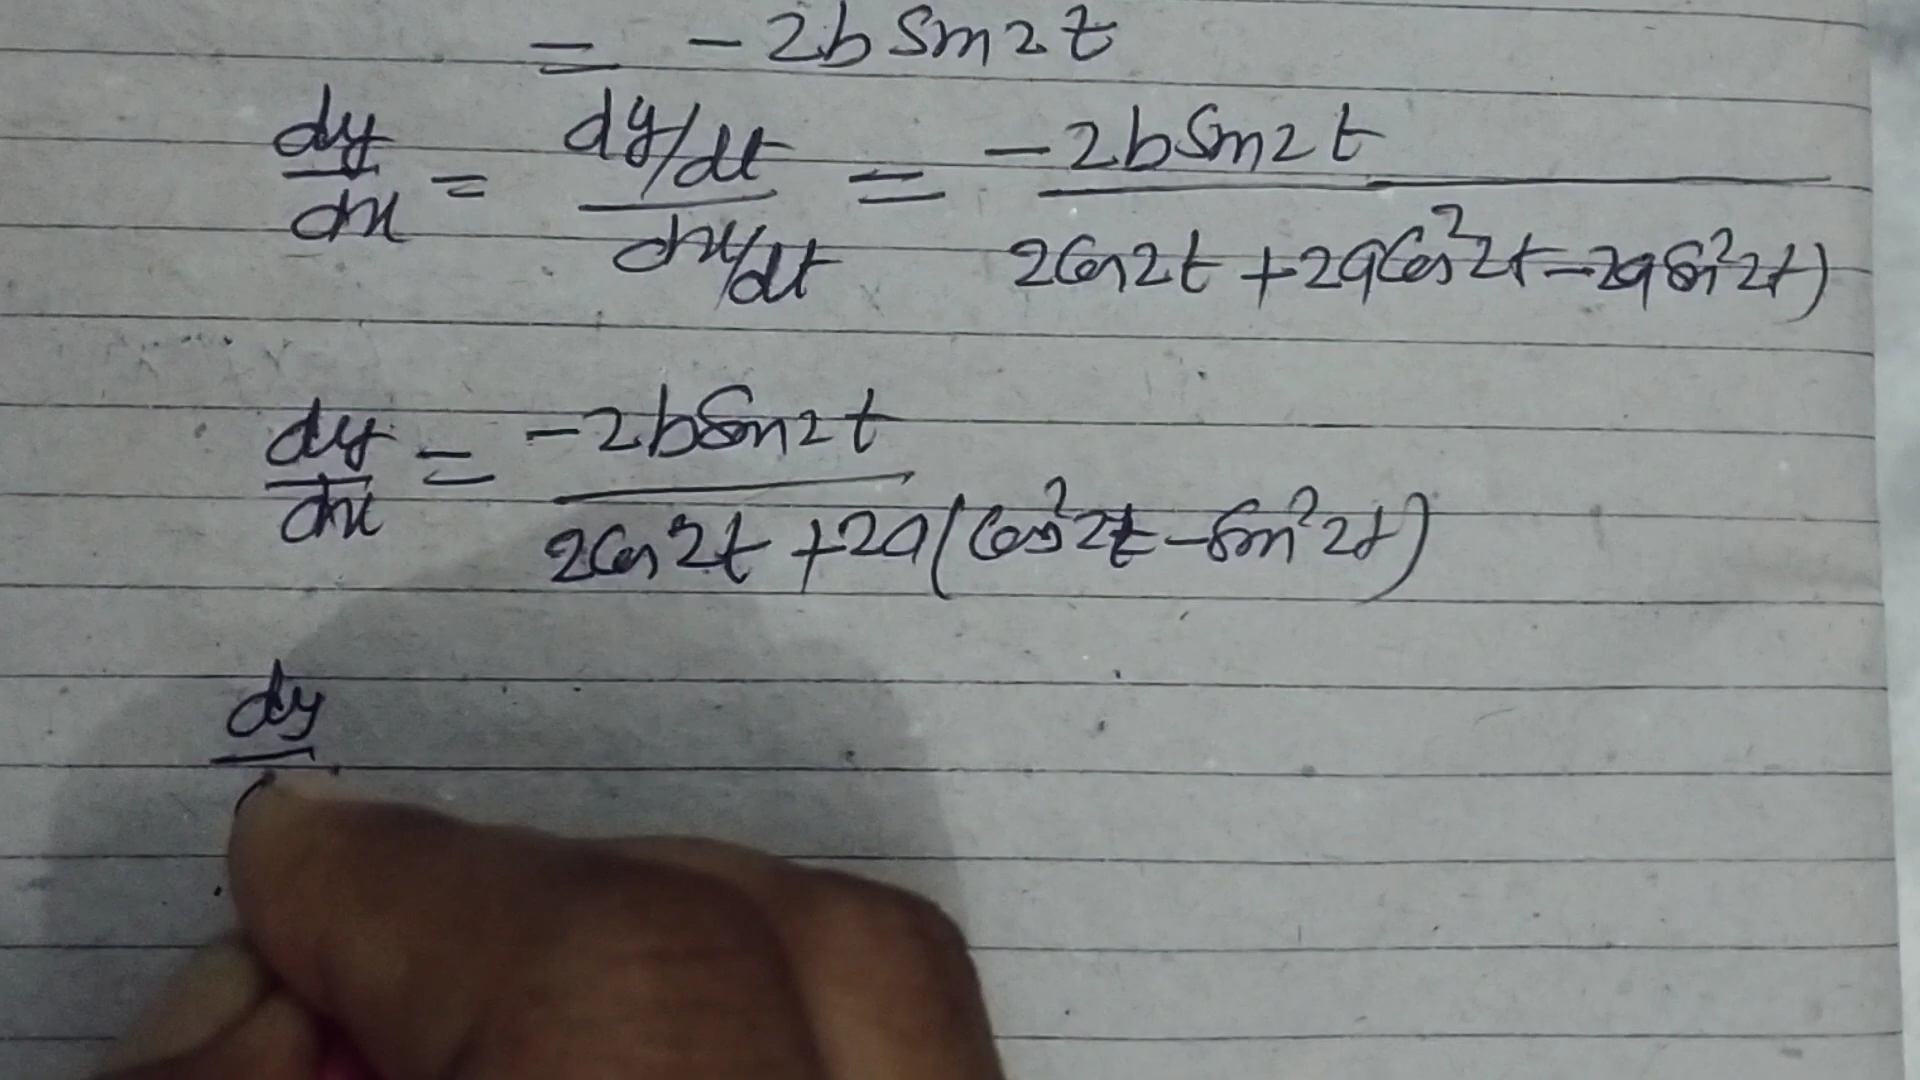 = -2b Sin2t
dy/dx = (dy/dt)/(dx/dt) = -2b Sin2t/(2Cos2t + 2aCos²2t - 2aSin²2t)
dy/dx = -2b Sin2t/(2Cos2t + 2a(Cos²2t - Sin²2t))
dy